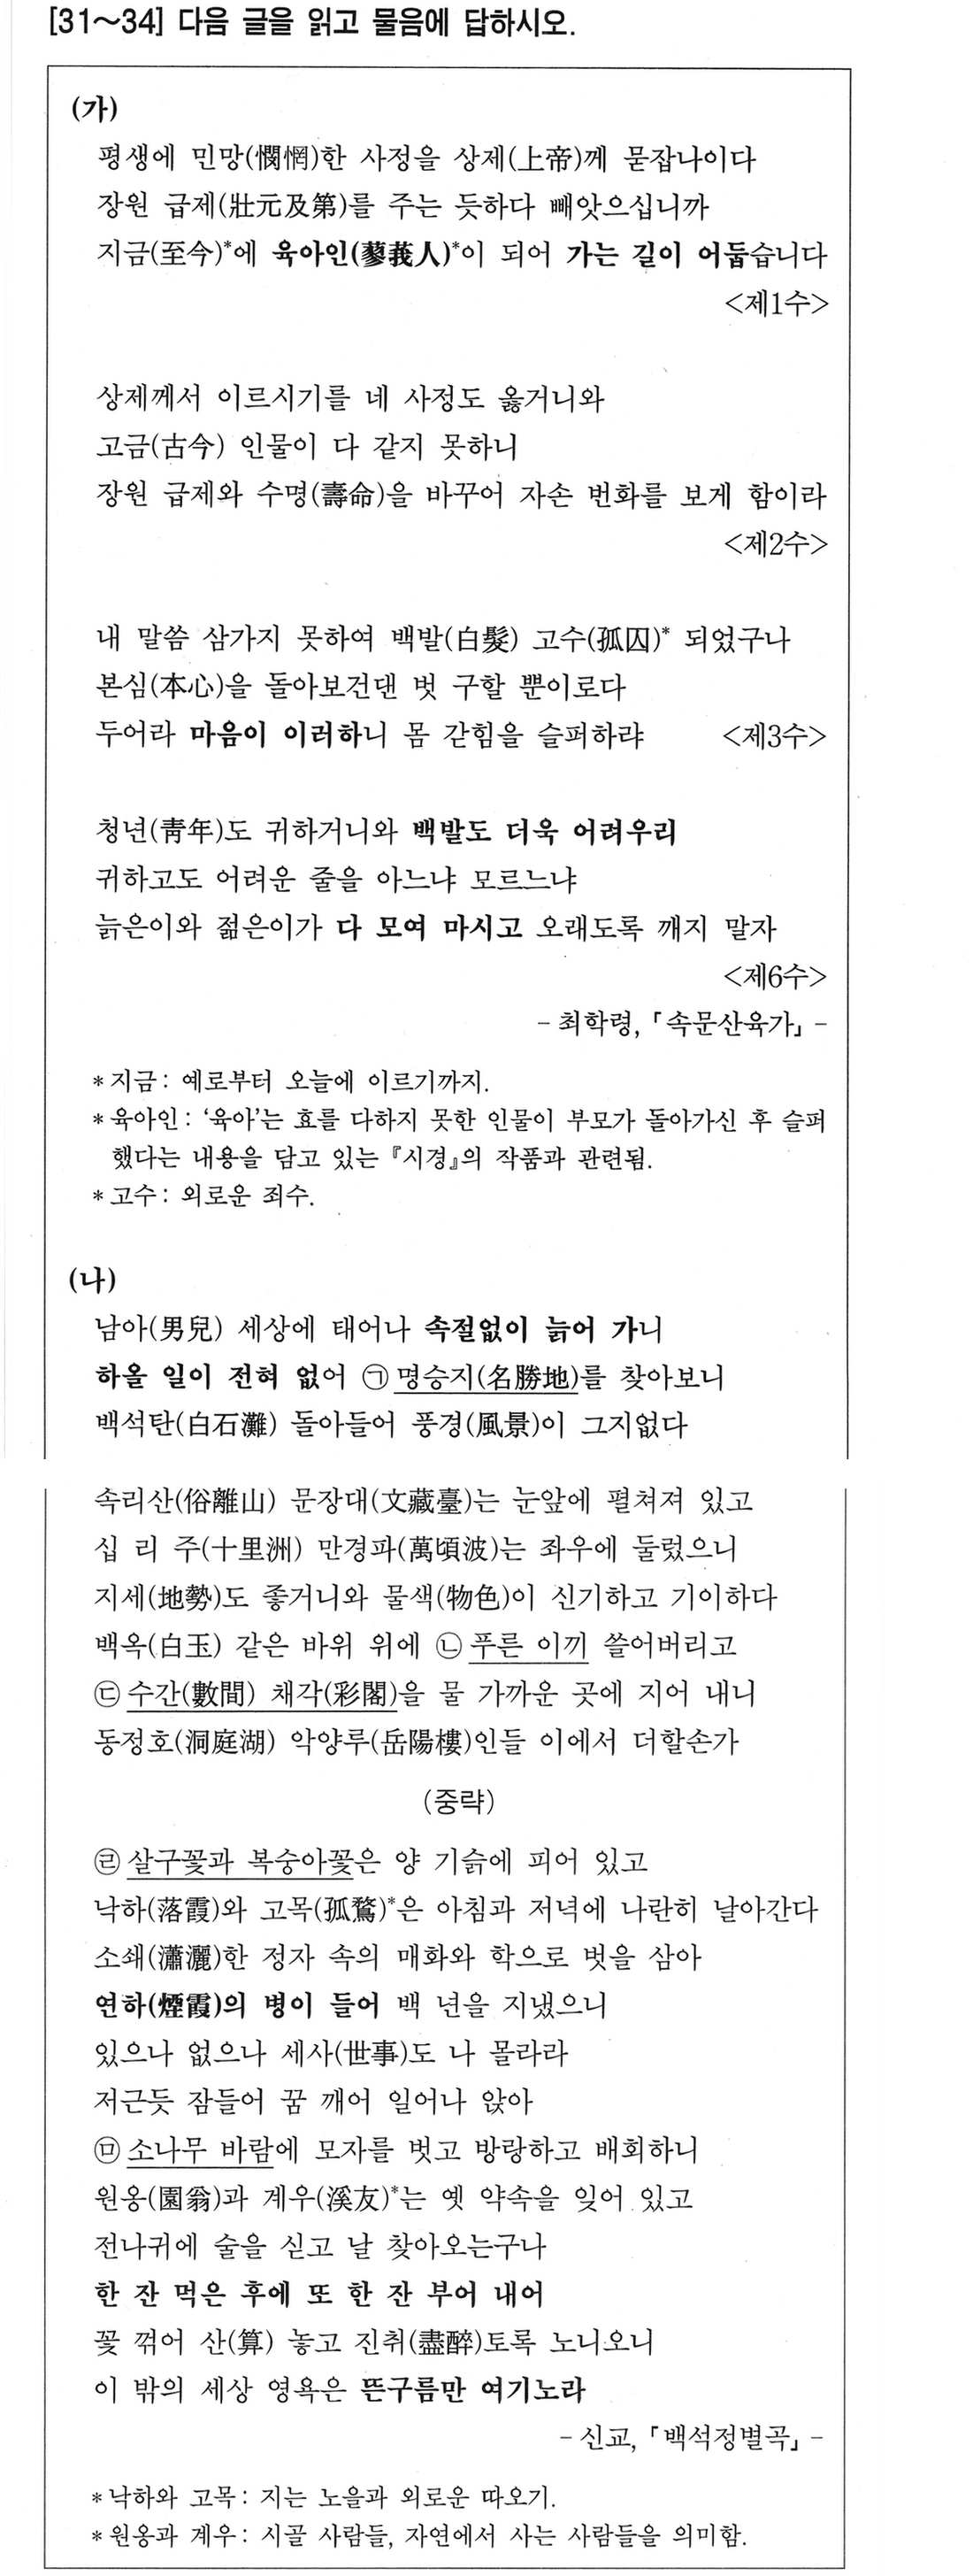 [31~34] 다음 글을 읽고 물음에 답하시오.
(가)
평생에 민망(憫惘)한 사정을 상제(上帝)께 묻잡나이다
장원 급제(壯元及第)를 주는 듯하다 빼앗으십니까
지금(至今)*에 육아인(蓼莪人)*이 되어 가는 길이 어둡습니다
<제1수>
상제께서 이르시기를 네 사정도 옳거니와
고금(古今) 인물이 다 같지 못하니
장원 급제와 수명(壽命)을 바꾸어 자손 번화를 보게 함이라
<제2수>
내 말씀 삼가지 못하여 백발(白髮) 고수(孤囚)* 되었구나
본심(本心)을 돌아보건댄 벗 구할 뿐이로다
두어라 마음이 이러하니 몸 갇힘을 슬퍼하랴 <제3수>
청년(靑年)도 귀하거니와 백발도 더욱 어려우리
귀하고도 어려운 줄을 아느냐 모르느냐
늙은이와 젊은이가 다 모여 마시고 오래도록 깨지 말자
<제6수>
- 최학령, 「속문산육가」 -
* 지금 : 예로부터 오늘에 이르기까지.
* 육아인 : ‘육아’는 효를 다하지 못한 인물이 부모가 돌아가신 후 슬퍼
했다는 내용을 담고 있는 『시경』의 작품과 관련됨.
* 고수 : 외로운 죄수.
(나)
남아(男兒) 세상에 태어나 속절없이 늙어 가니
하올 일이 전혀 없어 ㉠ 명승지(名勝地)를 찾아보니
백석탄(白石灘) 돌아들어 풍경(風景)이 그지없다
속리산(俗離山) 문장대(文藏臺)는 눈앞에 펼쳐져 있고
십 리 주(十里洲) 만경파(萬頃波)는 좌우에 둘렀으니
지세(地勢)도 좋거니와 물색(物色)이 신기하고 기이하다
백옥(白玉) 같은 바위 위에 ㉡ 푸른 이끼 쓸어버리고
㉢ 수간(數間) 채각(彩閣)을 물 가까운 곳에 지어 내니
동정호(洞庭湖) 악양루(岳陽樓)인들 이에서 더할손가
(중략)
㉣ 살구꽃과 복숭아꽃은 양 기슭에 피어 있고
낙하(落霞)와 고목(孤鶩)*은 아침과 저녁에 나란히 날아간다
소쇄(瀟灑)한 정자 속의 매화와 학으로 벗을 삼아
연하(煙霞)의 병이 들어 백 년을 지냈으니
있으나 없으나 세사(世事)도 나 몰라라
저근듯 잠들어 꿈 깨어 일어나 앉아
㉤ 소나무 바람에 모자를 벗고 방랑하고 배회하니
원옹(園翁)과 계우(溪友)*는 옛 약속을 잊어 있고
전나귀에 술을 싣고 날 찾아오는구나
한 잔 먹은 후에 또 한 잔 부어 내어
꽃 꺾어 산(算) 놓고 진취(盡醉)토록 노니오니
이 밖의 세상 영욕은 뜬구름만 여기노라
- 신교, 「백석정별곡」 -
* 낙하와 고목 : 지는 노을과 외로운 따오기.
* 원옹과 계우 : 시골 사람들, 자연에서 사는 사람들을 의미함.